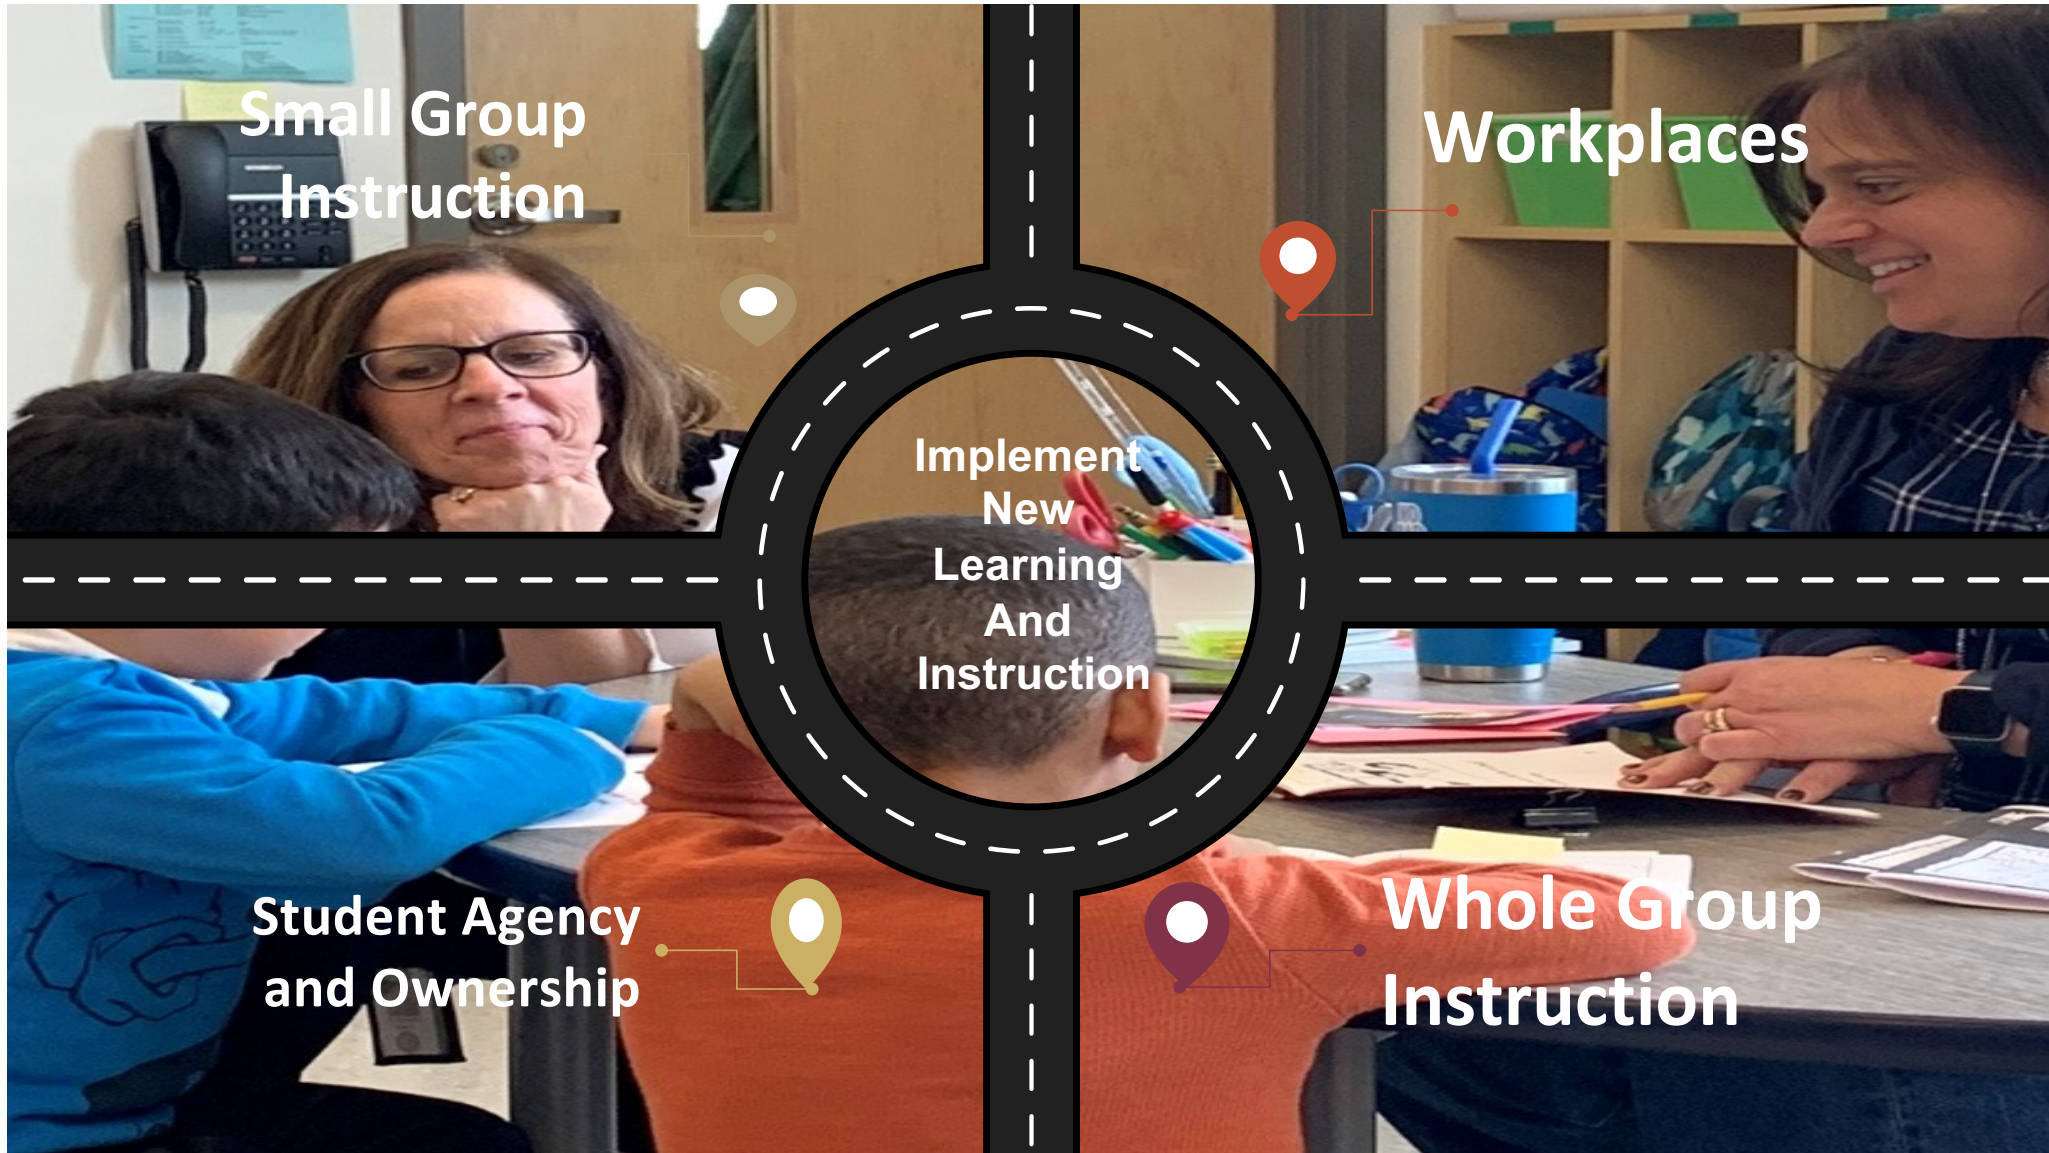 Small Group
Instruction
Workplaces
Implement
New
Learning
And
Instruction
Student Agency
and Ownership
Whole Group
Instruction